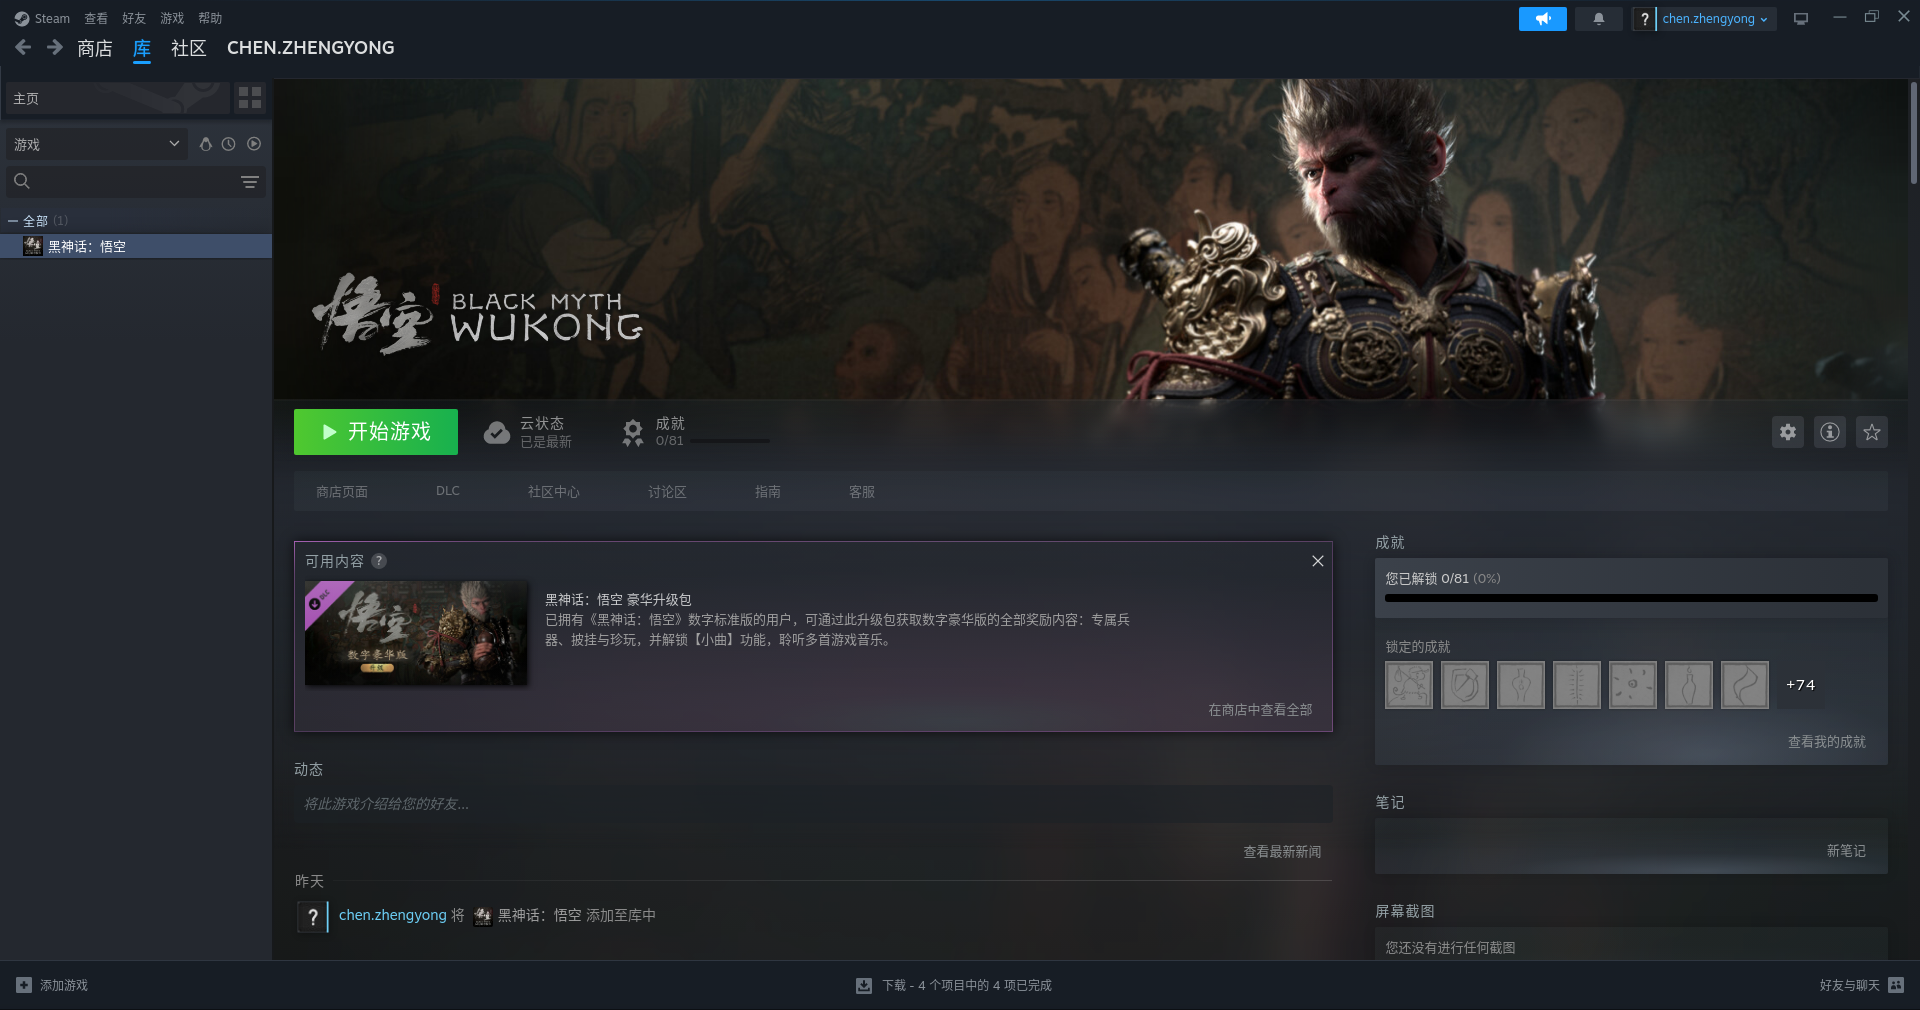 Steam 查看 好友 游戏 帮助
chen.zhengyong
商店 库 社区 CHEN.ZHENGYONG
主页
游戏
全部 (1)
黑神话：悟空
悟空 BLACK MYTH
WUKONG
开始游戏
云状态
已是最新
成就
0/81
商店页面 DLC 社区中心 讨论区 指南 客服
可用内容 ?
DLC
悟空
数字豪华版
升级
黑神话：悟空 豪华升级包
已拥有《黑神话：悟空》数字标准版的用户，可通过此升级包获取数字豪华版的全部奖励内容：专属兵
器、披挂与珍玩，并解锁【小曲】功能，聆听多首游戏音乐。
在商店中查看全部
动态
将此游戏介绍给您的好友...
查看最新新闻
昨天
? chen.zhengyong 将 黑神话：悟空 添加至库中
成就
您已解锁 0/81 (0%)
锁定的成就
+74
查看我的成就
笔记
新笔记
屏幕截图
您还没有进行任何截图
添加游戏
下载 - 4 个项目中的 4 项已完成
好友与聊天